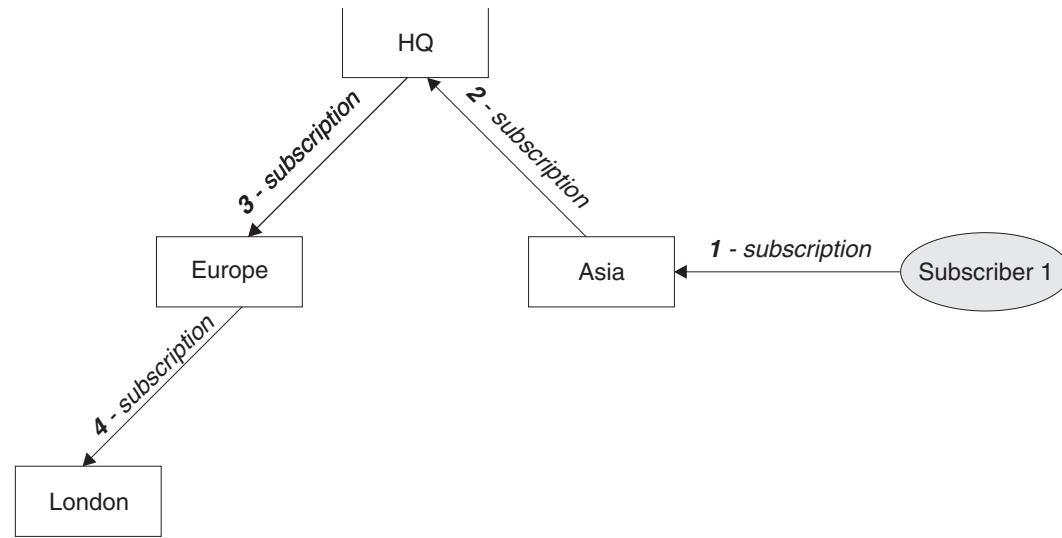 HQ
2 - subscription
3 - subscription
Europe
Asia
1 - subscription
Subscriber 1
4 - subscription
London